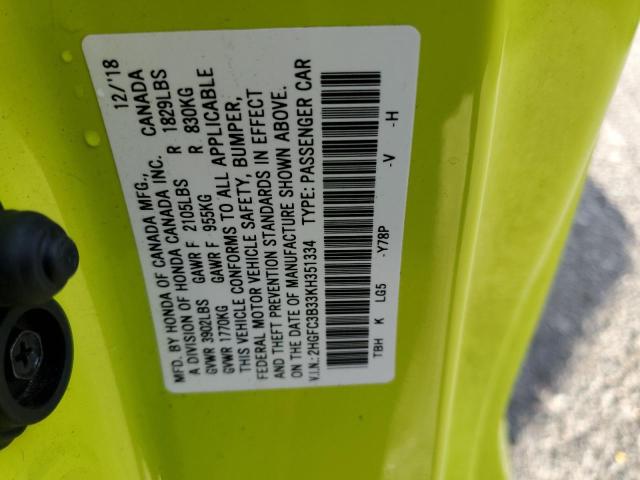 MFD. BY HONDA OF CANADA MFG., 12/'18
A DIVISION OF HONDA CANADA INC. CANADA
GVWR 3902LBS GAWR F 2105LBS R 1829LBS
GVWR 1770KG GAWR F 955KG R 830KG
THIS VEHICLE CONFORMS TO ALL APPLICABLE
FEDERAL MOTOR VEHICLE SAFETY, BUMPER,
AND THEFT PREVENTION STANDARDS IN EFFECT
ON THE DATE OF MANUFACTURE SHOWN ABOVE.
V.I.N.: 2HGFC3B33KH351334 TYPE: PASSENGER CAR
TBH K LG5 -Y78P -V -H